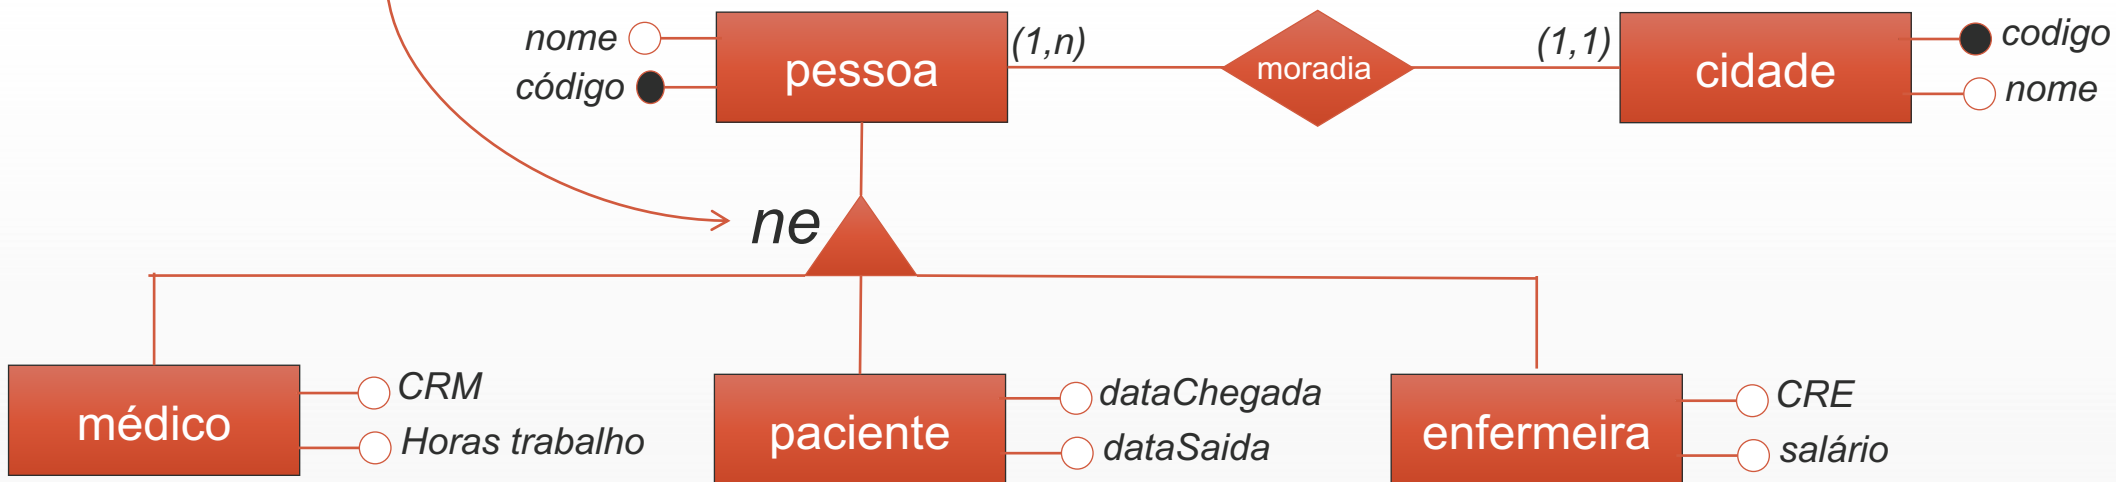 nome
código
pessoa
(1,n)
moradia
(1,1)
cidade
codigo
nome
ne
médico
CRM
Horas trabalho
paciente
dataChegada
dataSaida
enfermeira
CRE
salário